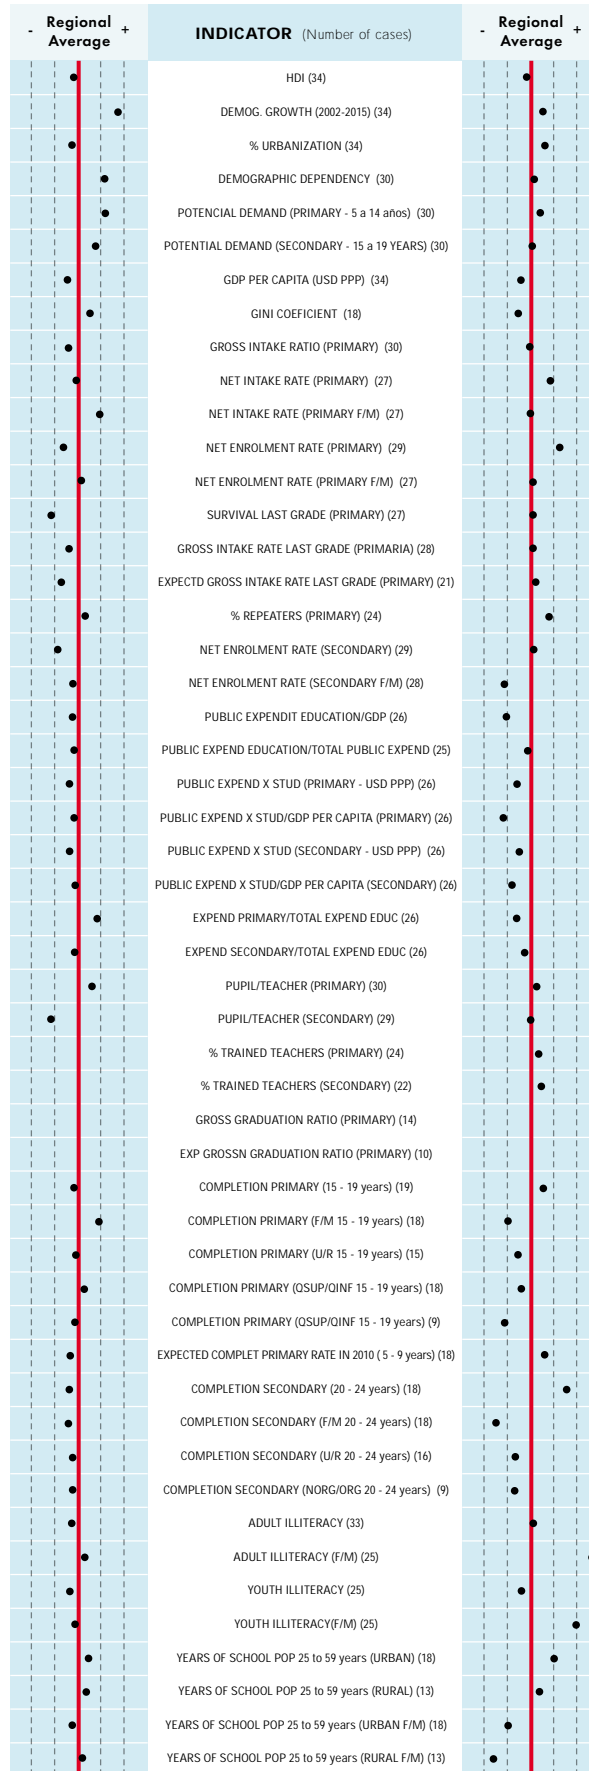 - Regional Average +
INDICATOR (Number of cases)
- Regional Average +
HDI (34)
DEMOG. GROWTH (2002-2015) (34)
% URBANIZATION (34)
DEMOGRAPHIC DEPENDENCY (30)
POTENCIAL DEMAND (PRIMARY - 5 a 14 años) (30)
POTENTIAL DEMAND (SECONDARY - 15 a 19 YEARS) (30)
GDP PER CAPITA (USD PPP) (34)
GINI COEFICIENT (18)
GROSS INTAKE RATIO (PRIMARY) (30)
NET INTAKE RATE (PRIMARY) (27)
NET INTAKE RATE (PRIMARY F/M) (27)
NET ENROLMENT RATE (PRIMARY) (29)
NET ENROLMENT RATE (PRIMARY F/M) (27)
SURVIVAL LAST GRADE (PRIMARY) (27)
GROSS INTAKE RATE LAST GRADE (PRIMARIA) (28)
EXPECTD GROSS INTAKE RATE LAST GRADE (PRIMARY) (21)
% REPEATERS (PRIMARY) (24)
NET ENROLMENT RATE (SECONDARY) (29)
NET ENROLMENT RATE (SECONDARY F/M) (28)
PUBLIC EXPENDIT EDUCATION/GDP (26)
PUBLIC EXPEND EDUCATION/TOTAL PUBLIC EXPEND (25)
PUBLIC EXPEND X STUD (PRIMARY - USD PPP) (26)
PUBLIC EXPEND X STUD/GDP PER CAPITA (PRIMARY) (26)
PUBLIC EXPEND X STUD (SECONDARY - USD PPP) (26)
PUBLIC EXPEND X STUD/GDP PER CAPITA (SECONDARY) (26)
EXPEND PRIMARY/TOTAL EXPEND EDUC (26)
EXPEND SECONDARY/TOTAL EXPEND EDUC (26)
PUPIL/TEACHER (PRIMARY) (30)
PUPIL/TEACHER (SECONDARY) (29)
% TRAINED TEACHERS (PRIMARY) (24)
% TRAINED TEACHERS (SECONDARY) (22)
GROSS GRADUATION RATIO (PRIMARY) (14)
EXP GROSSN GRADUATION RATIO (PRIMARY) (10)
COMPLETION PRIMARY (15 - 19 years) (19)
COMPLETION PRIMARY (F/M 15 - 19 years) (18)
COMPLETION PRIMARY (U/R 15 - 19 years) (15)
COMPLETION PRIMARY (QSUP/QINF 15 - 19 years) (18)
COMPLETION PRIMARY (QSUP/QINF 15 - 19 years) (9)
EXPECTED COMPLET PRIMARY RATE IN 2010 ( 5 - 9 years) (18)
COMPLETION SECONDARY (20 - 24 years) (18)
COMPLETION SECONDARY (F/M 20 - 24 years) (18)
COMPLETION SECONDARY (U/R 20 - 24 years) (16)
COMPLETION SECONDARY (NORG/ORG 20 - 24 years) (9)
ADULT ILLITERACY (33)
ADULT ILLITERACY (F/M) (25)
YOUTH ILLITERACY (25)
YOUTH ILLITERACY(F/M) (25)
YEARS OF SCHOOL POP 25 to 59 years (URBAN) (18)
YEARS OF SCHOOL POP 25 to 59 years (RURAL) (13)
YEARS OF SCHOOL POP 25 to 59 years (URBAN F/M) (18)
YEARS OF SCHOOL POP 25 to 59 years (RURAL F/M) (13)